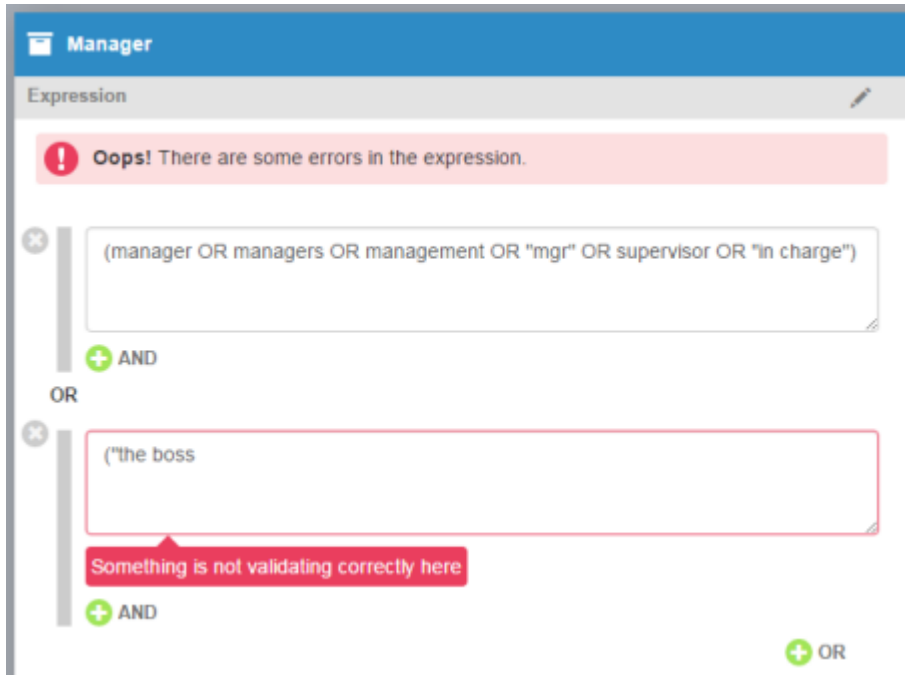 Manager
Expression
Oops! There are some errors in the expression.
(manager OR managers OR management OR "mgr" OR supervisor OR "in charge")
AND
OR
("the boss
Something is not validating correctly here
AND
OR